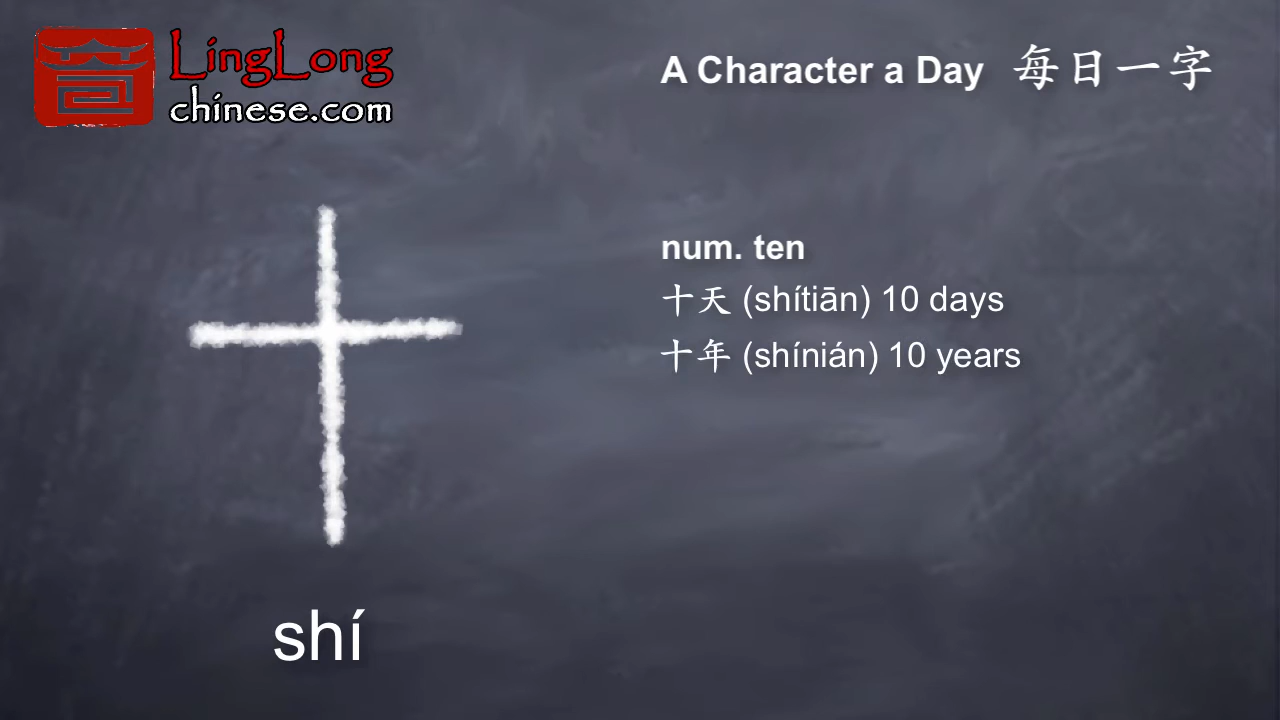 LingLong
chinese.com
A Character a Day 每日一字
十
shí
num. ten
十天 (shítiān) 10 days
十年 (shínián) 10 years